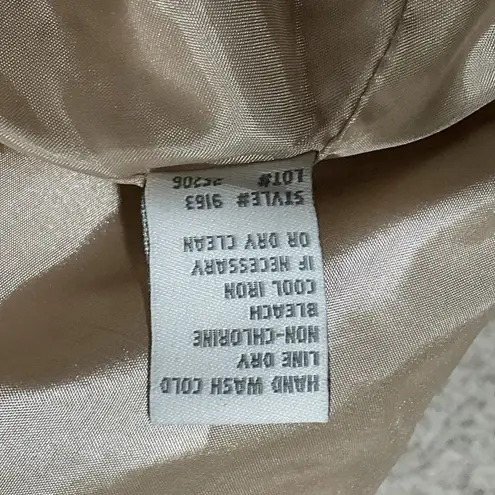 HAND WASH COLD
LINE DRY
NON-CHLORINE
BLEACH
COOL IRON
IF NECESSARY
OR DRY CLEAN
STYLE# 9163
LOT# 25206